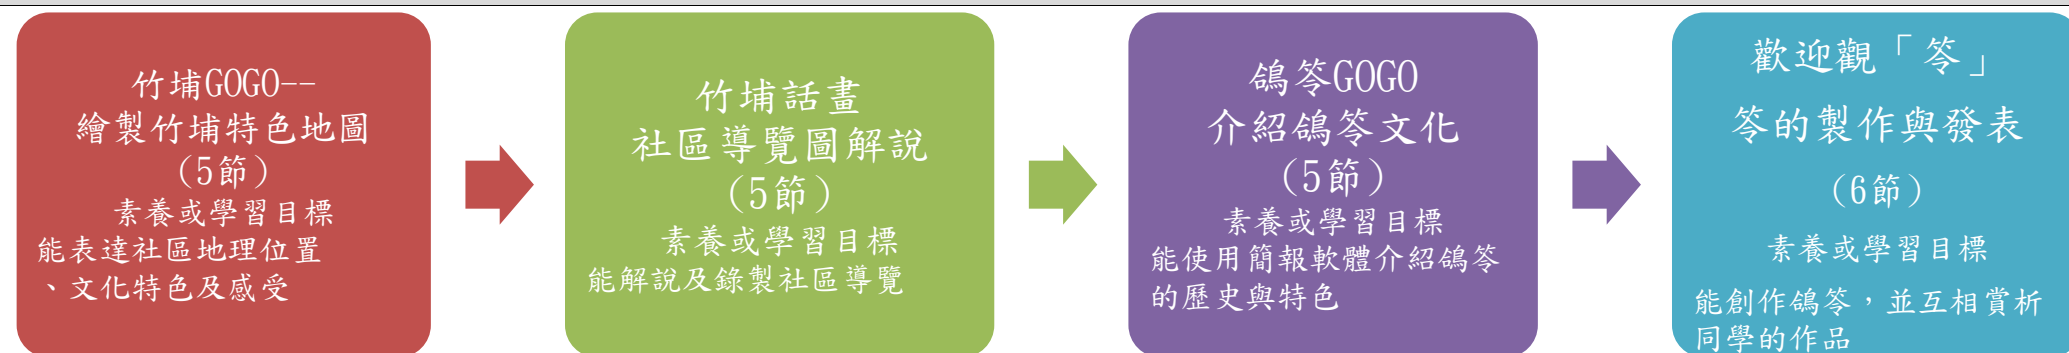 竹埔GOGO--
繪製竹埔特色地圖
(5節)
素養或學習目標
能表達社區地理位置
、文化特色及感受
竹埔話畫
社區導覽圖解說
(5節)
素養或學習目標
能解說及錄製社區導覽
鴿笭GOGO
介紹鴿笭文化
(5節)
素養或學習目標
能使用簡報軟體介紹鴿笭
的歷史與特色
歡迎觀「笭」
笭的製作與發表
(6節)
素養或學習目標
能創作鴿笭，並互相賞析
同學的作品